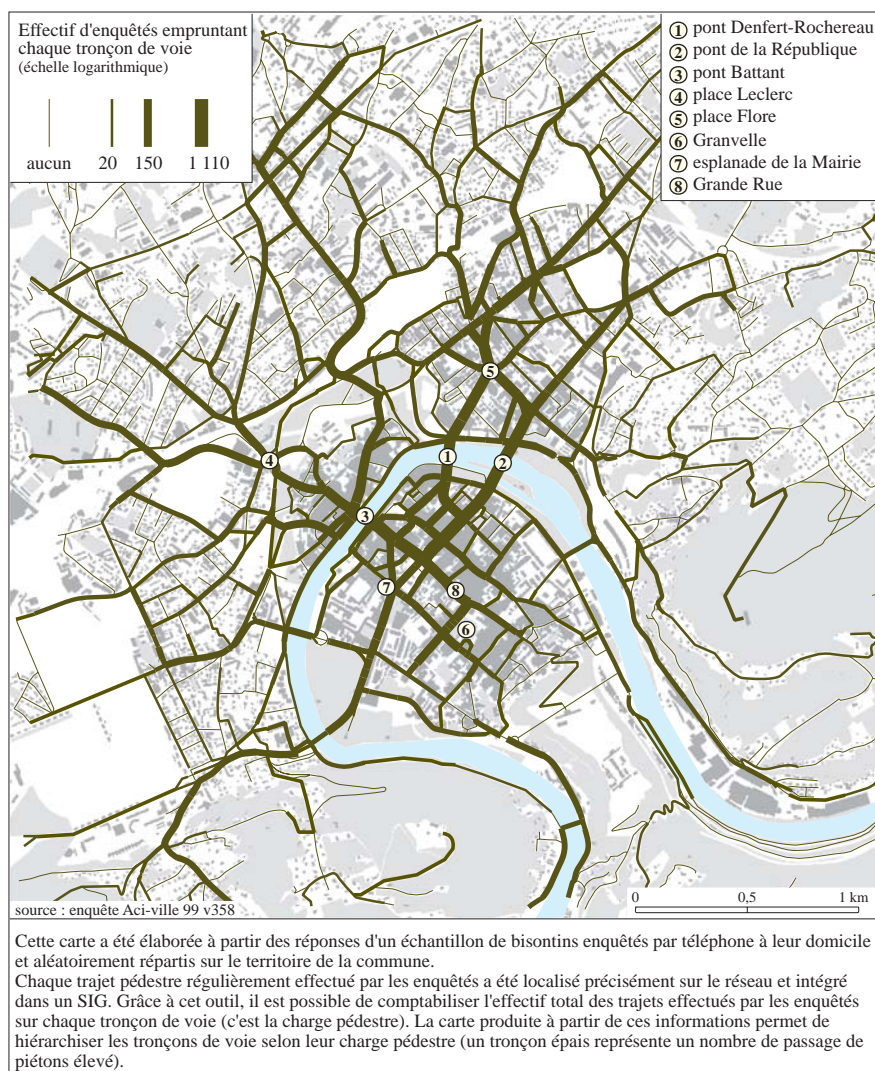 Effectif d'enquêtés empruntant
chaque tronçon de voie
(échelle logarithmique)
aucun 20 150 1 110
1 pont Denfert-Rochereau
2 pont de la République
3 pont Battant
4 place Leclerc
5 place Flore
6 Granvelle
7 esplanade de la Mairie
8 Grande Rue
5
1
2
4
3
7
8
6
0 0,5 1 km
source : enquête Aci-ville 99 v358
Cette carte a été élaborée à partir des réponses d'un échantillon de bisontins enquêtés par téléphone à leur domicile
et aléatoirement répartis sur le territoire de la commune.
Chaque trajet pédestre régulièrement effectué par les enquêtés a été localisé précisément sur le réseau et intégré
dans un SIG. Grâce à cet outil, il est possible de comptabiliser l'effectif total des trajets effectués par les enquêtés
sur chaque tronçon de voie (c'est la charge pédestre). La carte produite à partir de ces informations permet de
hiérarchiser les tronçons de voie selon leur charge pédestre (un tronçon épais représente un nombre de passage de
piétons élevé).